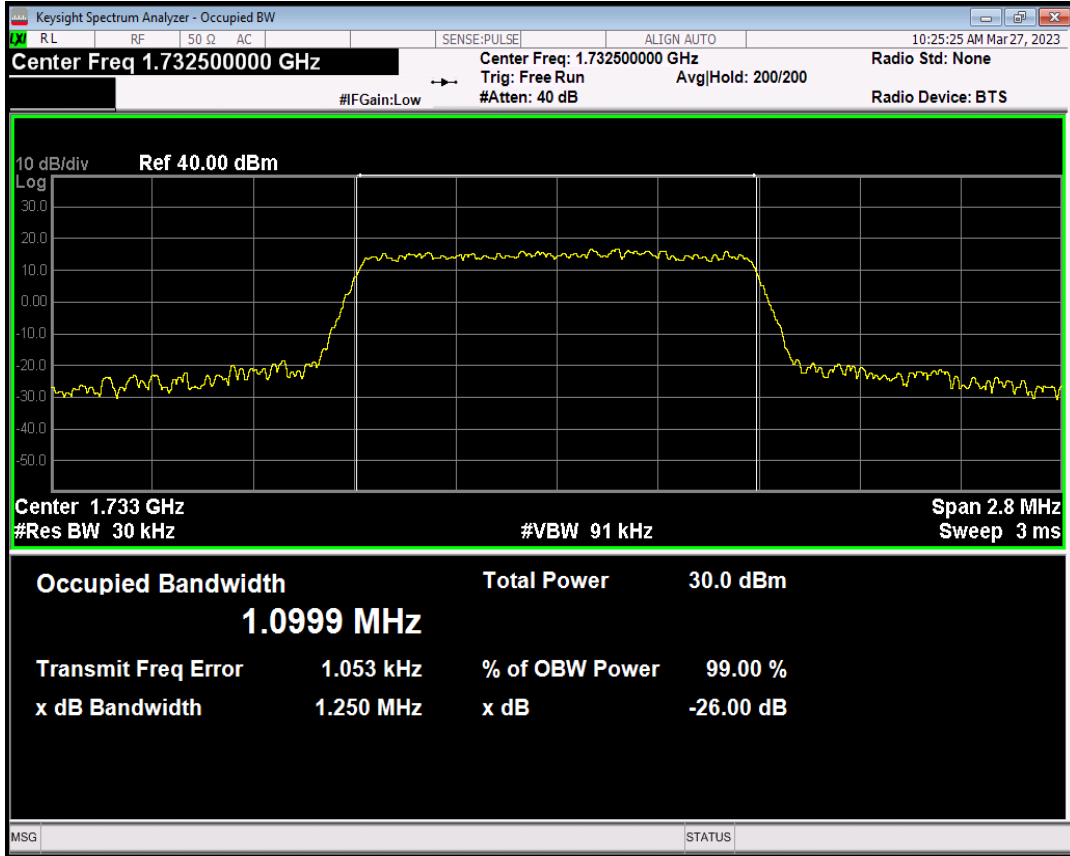 Keysight Spectrum Analyzer - Occupied BW
LXI RL RF 50 Ω AC SENSE:PULSE ALIGN AUTO 10:25:25 AM Mar 27, 2023
Center Freq 1.732500000 GHz
Center Freq: 1.732500000 GHz
Radio Std: None
Trig: Free Run Avg|Hold: 200/200
#IFGain:Low #Atten: 40 dB Radio Device: BTS
10 dB/div Ref 40.00 dBm
Log
30.0
20.0
10.0
0.00
-10.0
-20.0
-30.0
-40.0
-50.0
Center 1.733 GHz Span 2.8 MHz
#Res BW 30 kHz #VBW 91 kHz Sweep 3 ms
Occupied Bandwidth Total Power 30.0 dBm
1.0999 MHz
Transmit Freq Error 1.053 kHz % of OBW Power 99.00 %
x dB Bandwidth 1.250 MHz x dB -26.00 dB
MSG STATUS